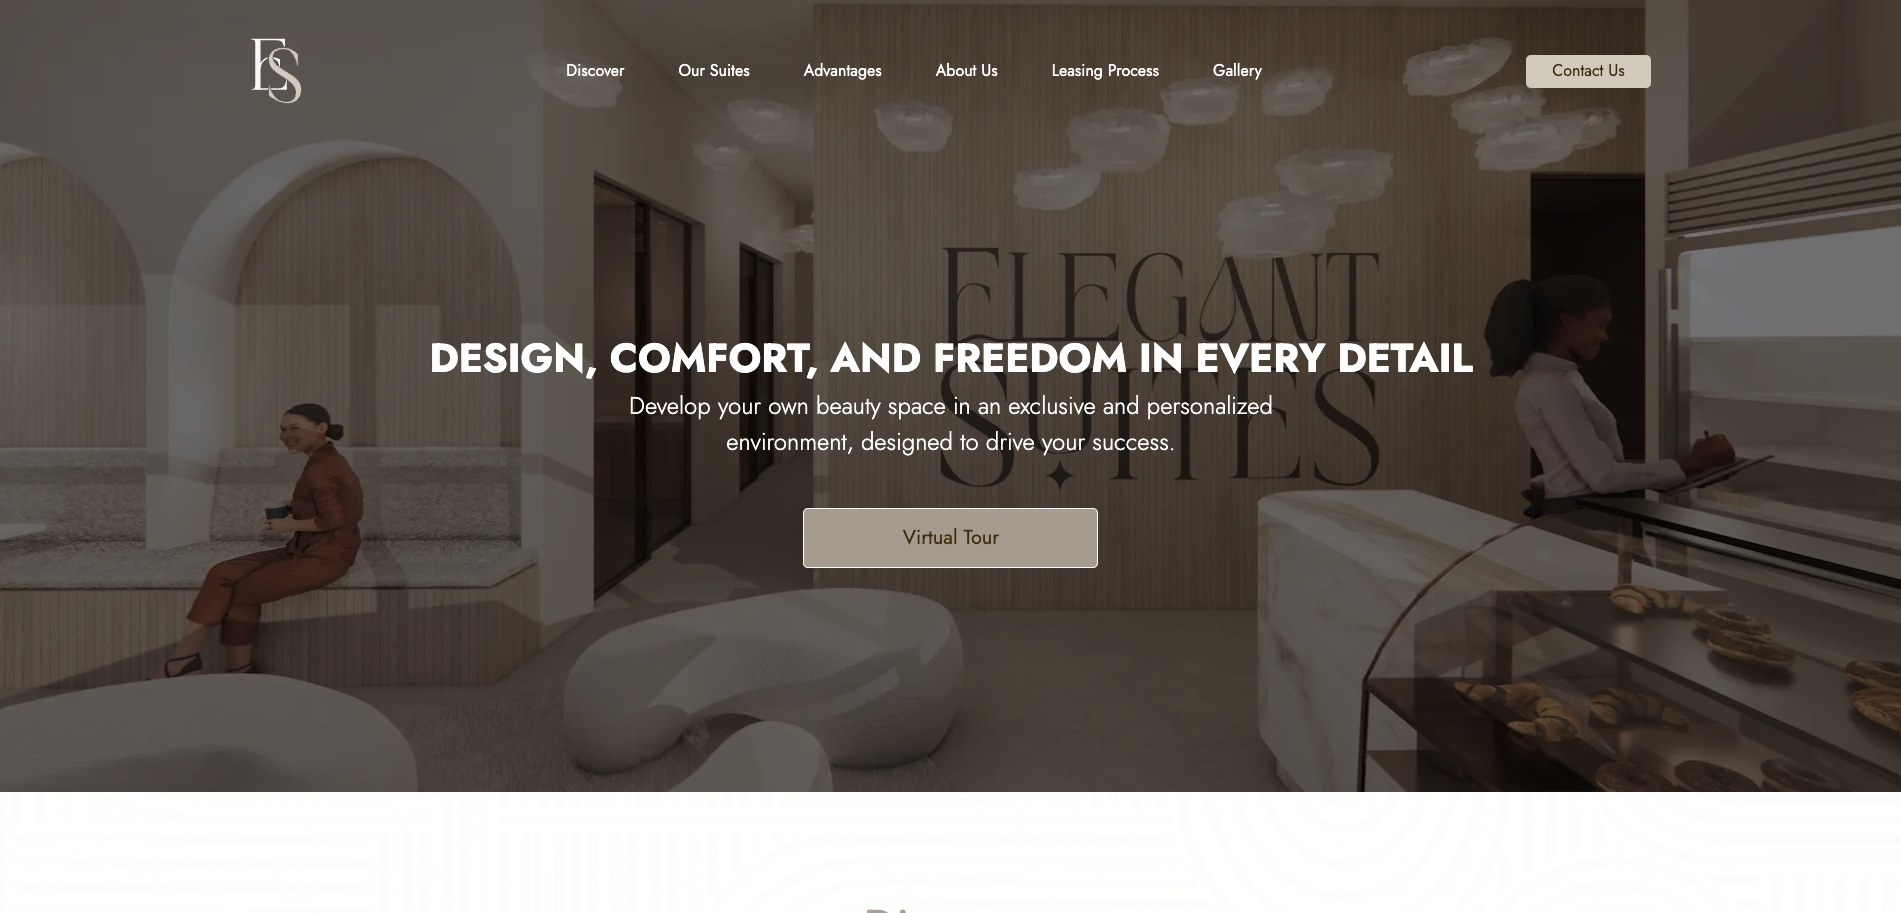 ES
Discover
Our Suites
Advantages
About Us
Leasing Process
Gallery
Contact Us
ELEGANT
SUITES
DESIGN, COMFORT, AND FREEDOM IN EVERY DETAIL
Develop your own beauty space in an exclusive and personalized
environment, designed to drive your success.
Virtual Tour